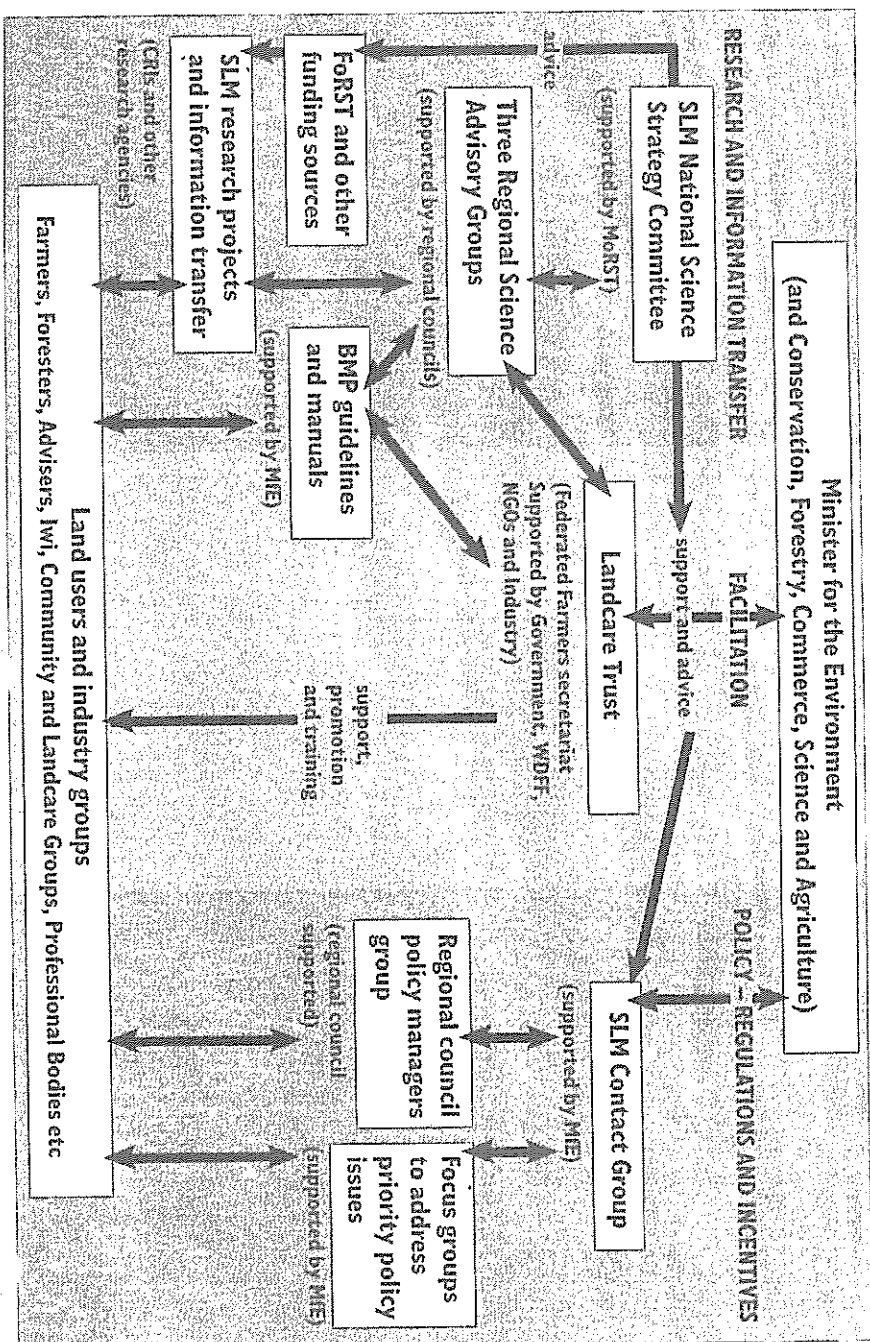 Minister for the Environment
(and Conservation, Forestry, Commerce, Science and Agriculture)
RESEARCH AND INFORMATION TRANSFER
FACILITATION
POLICY – REGULATIONS AND INCENTIVES
SLM National Science
Strategy Committee
(supported by MoRST)
support and advice
advice
Three Regional Science
Advisory Groups
(supported by regional councils)
Landcare Trust
(Federated Farmers secretariat
Supported by Government, WDFF,
NGOs and Industry)
SLM Contact Group
(supported by MfE)
FoRST and other
funding sources
BMP guidelines
and manuals
(supported by MfE)
support,
promotion
and training
Regional council
policy managers
group
(regional council
supported)
Focus groups
to address
priority policy
issues
(supported by MfE)
SLM research projects
and information transfer
(CRIs and other
research agencies)
Land users and industry groups
Farmers, Foresters, Advisers, Iwi, Community and Landcare Groups, Professional Bodies etc